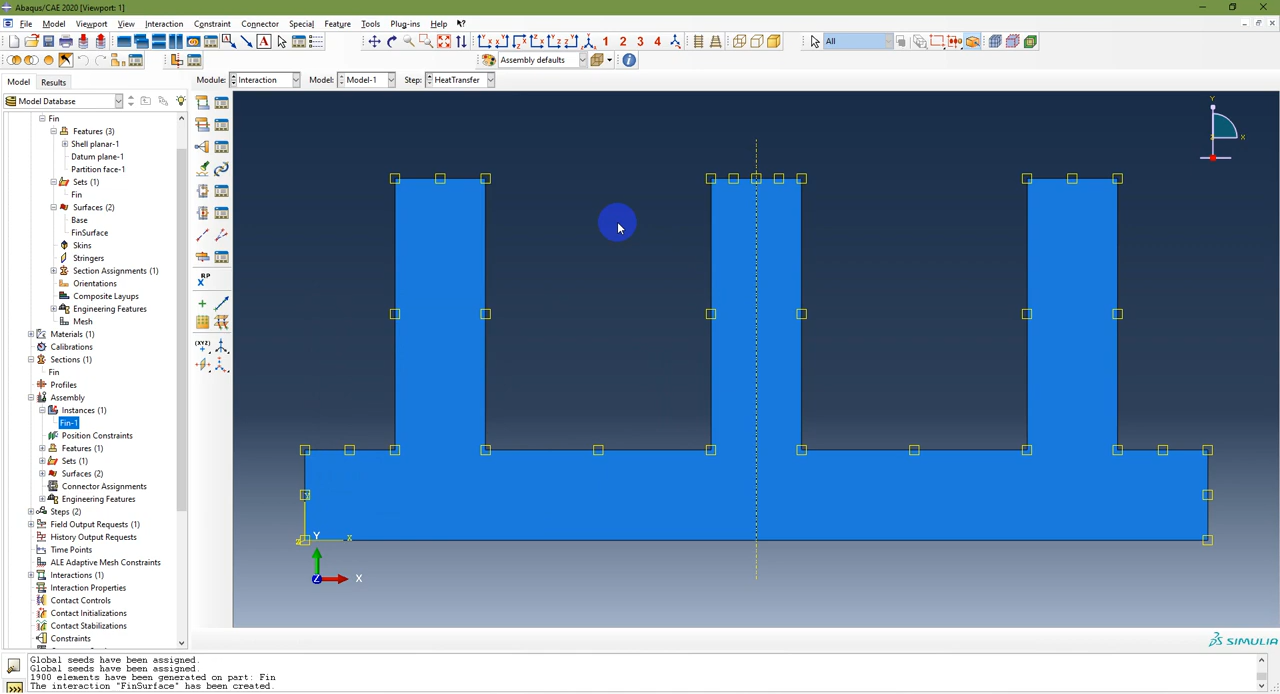 Abaqus/CAE 2020 [Viewport: 1]
File Model Viewport View Interaction Constraint Connector Special Feature Tools Plug-ins Help
A 1 2 3 4 All
Assembly defaults
Model Results Module: Interaction Model: Model-1 Step: HeatTransfer
Model Database
Fin
Features (3)
Shell planar-1
Datum plane-1
Partition face-1
Sets (1)
Fin
Surfaces (2)
Base
FinSurface
Skins
Stringers
Section Assignments (1)
Orientations
Composite Layups
Engineering Features
Mesh
Materials (1)
Calibrations
Sections (1)
Fin
Profiles
Assembly
Instances (1)
Fin-1
Position Constraints
Features (1)
Sets (1)
Surfaces (2)
Connector Assignments
Engineering Features
Steps (2)
Field Output Requests (1)
History Output Requests
Time Points
ALE Adaptive Mesh Constraints
Interactions (1)
Interaction Properties
Contact Controls
Contact Initializations
Contact Stabilizations
Constraints
RP
(XYZ)
Y
X
Y
X
Y
X
Z
SIMULIA
Global seeds have been assigned.
Global seeds have been assigned.
1900 elements have been generated on part: Fin
The interaction "FinSurface" has been created.